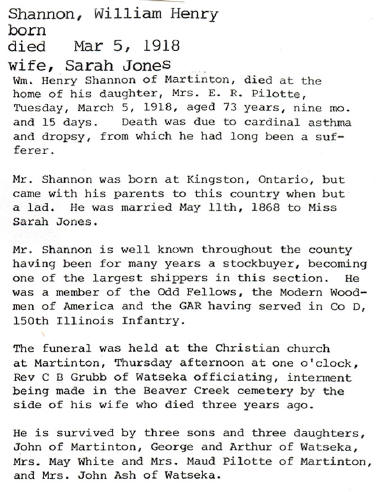 Shannon, William Henry
born
died   Mar 5, 1918
wife, Sarah Jones
Wm. Henry Shannon of Martinton, died at the
home of his daughter, Mrs. E. R. Pilotte,
Tuesday, March 5, 1918, aged 73 years, nine mo.
and 15 days.   Death was due to cardinal asthma
and dropsy, from which he had long been a suf-
ferer.

Mr. Shannon was born at Kingston, Ontario, but
came with his parents to this country when but
a lad.  He was married May 11th, 1868 to Miss
Sarah Jones.

Mr. Shannon is well known throughout the county
having been for many years a stockbuyer, becoming
one of the largest shippers in this section.  He
was a member of the Odd Fellows, the Modern Wood-
men of America and the GAR having served in Co D,
150th Illinois Infantry.

The funeral was held at the Christian church
at Martinton, Thursday afternoon at one o'clock,
Rev C B Grubb of Watseka officiating, interment
being made in the Beaver Creek cemetery by the
side of his wife who died three years ago.

He is survived by three sons and three daughters,
John of Martinton, George and Arthur of Watseka,
Mrs. May White and Mrs. Maud Pilotte of Martinton,
and Mrs. John Ash of Watseka.